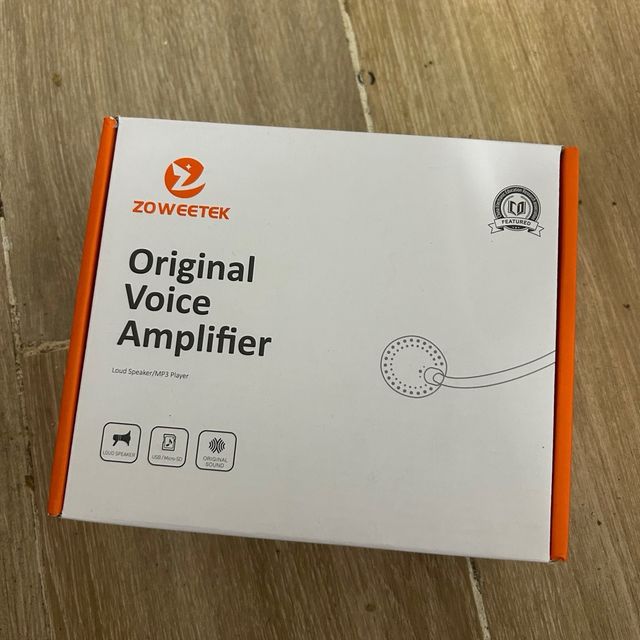 ZOWEETEK
FEATURED
Original
Voice
Amplifier
Loud Speaker/MP3 Player
LOUD SPEAKER
USB/Micro-SD
ORIGINAL
SOUND